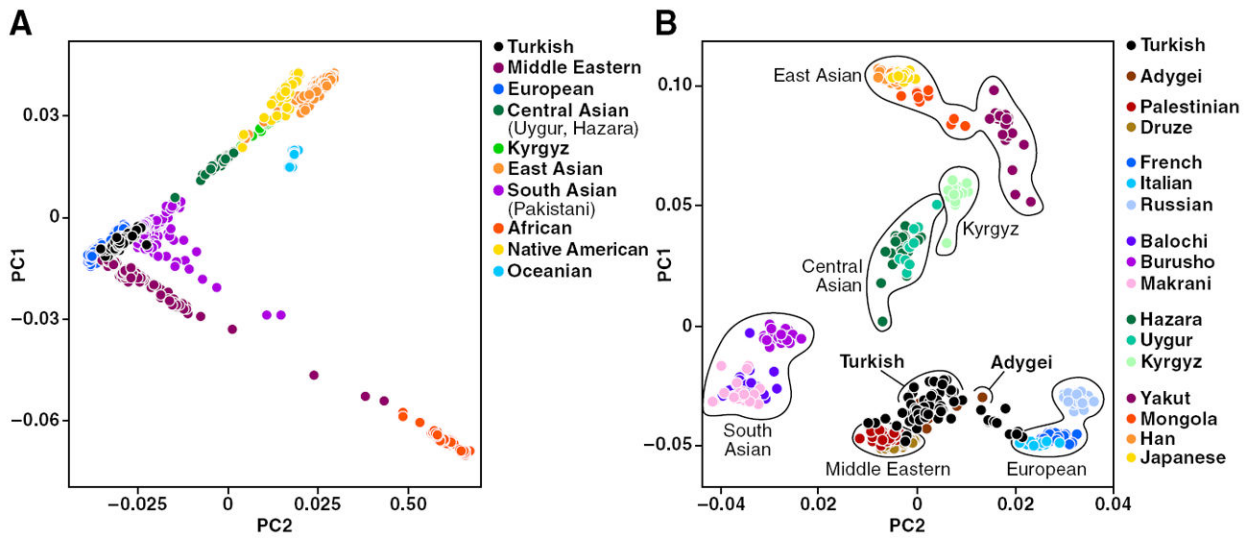 A
PC1
0.03
0
−0.03
−0.06
−0.025
0
0.025
0.50
PC2
Turkish
Middle Eastern
European
Central Asian
(Uygur, Hazara)
Kyrgyz
East Asian
South Asian
(Pakistani)
African
Native American
Oceanian
B
PC1
0.10
0.05
0
−0.05
−0.04
−0.02
0
0.02
0.04
PC2
East Asian
Kyrgyz
Central
Asian
Turkish
Adygei
South
Asian
Middle Eastern
European
Turkish
Adygei
Palestinian
Druze
French
Italian
Russian
Balochi
Burusho
Makrani
Hazara
Uygur
Kyrgyz
Yakut
Mongola
Han
Japanese